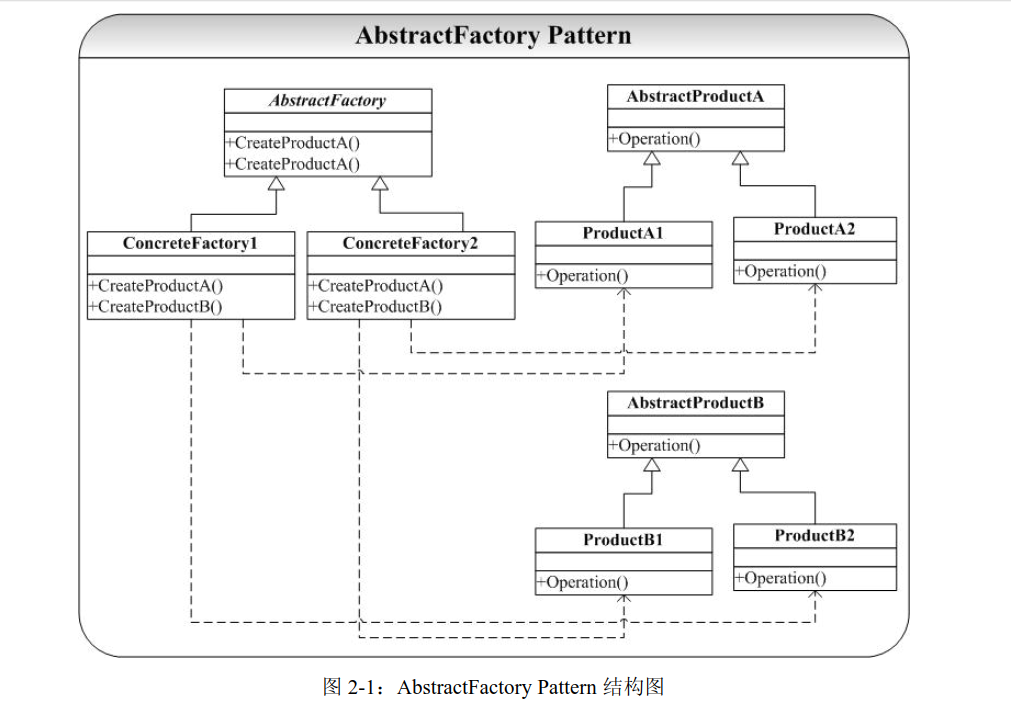 AbstractFactory Pattern
AbstractFactory
+CreateProductA()
+CreateProductA()
ConcreteFactory1
+CreateProductA()
+CreateProductB()
ConcreteFactory2
+CreateProductA()
+CreateProductB()
AbstractProductA
+Operation()
ProductA1
+Operation()
ProductA2
+Operation()
AbstractProductB
+Operation()
ProductB1
+Operation()
ProductB2
+Operation()
图 2-1：AbstractFactory Pattern 结构图